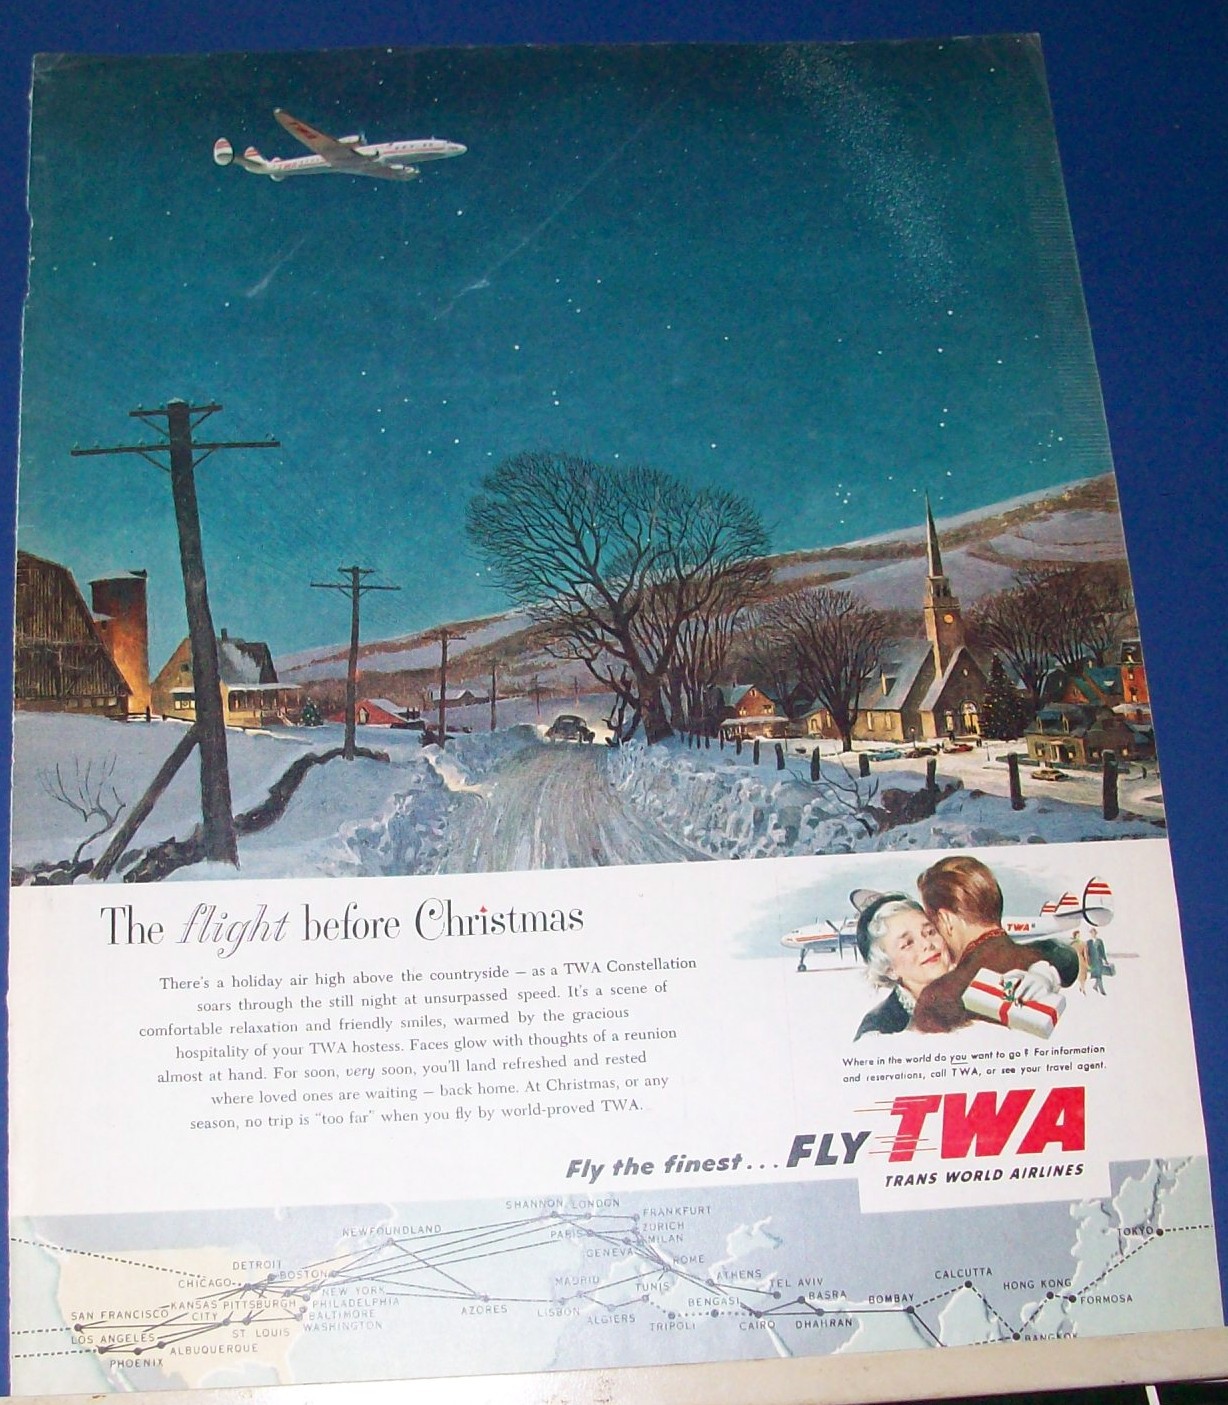 The flight before Christmas
There's a holiday air high above the countryside — as a TWA Constellation
soars through the still night at unsurpassed speed. It's a scene of
comfortable relaxation and friendly smiles, warmed by the gracious
hospitality of your TWA hostess. Faces glow with thoughts of a reunion
almost at hand. For soon, very soon, you'll land refreshed and rested
where loved ones are waiting — back home. At Christmas, or any
season, no trip is "too far" when you fly by world-proved TWA.
TWA
Where in the world do you want to go? For information
and reservations, call TWA, or see your travel agent.
Fly the finest... FLY TWA
TRANS WORLD AIRLINES
SHANNON LONDON
FRANKFURT
NEWFOUNDLAND
PARIS
ZURICH
MILAN
GENEVA
ROME
TOKYO
DETROIT
BOSTON
CHICAGO
MADRID
TUNIS
ATHENS
TEL AVIV
CALCUTTA
HONG KONG
NEW YORK
KANSAS CITY
PITTSBURGH
PHILADELPHIA
AZORES
LISBON
BENGASI
BASRA
BOMBAY
FORMOSA
SAN FRANCISCO
BALTIMORE
ALGIERS
TRIPOLI
CAIRO
DHAHRAN
ST. LOUIS
WASHINGTON
LOS ANGELES
BANGKOK
ALBUQUERQUE
PHOENIX